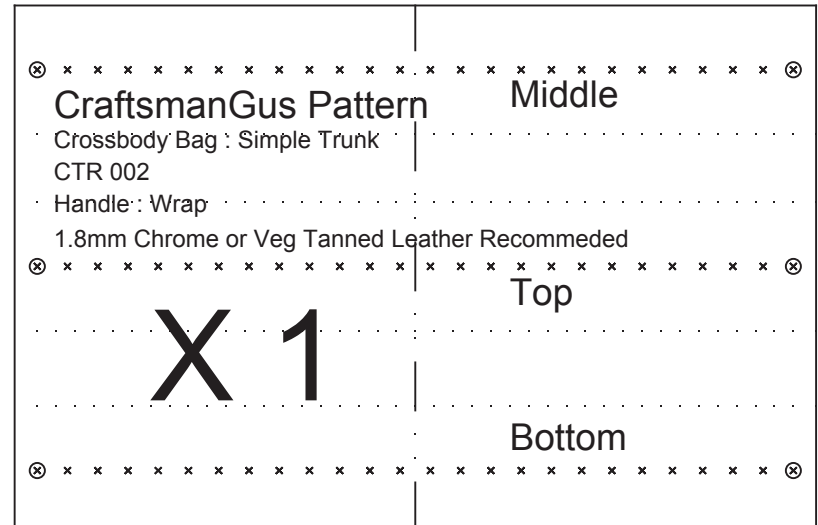 Middle
CraftsmanGus Pattern
Crossbody Bag : Simple Trunk
CTR 002
Handle : Wrap
1.8mm Chrome or Veg Tanned Leather Recommeded
Top
X 1
Bottom